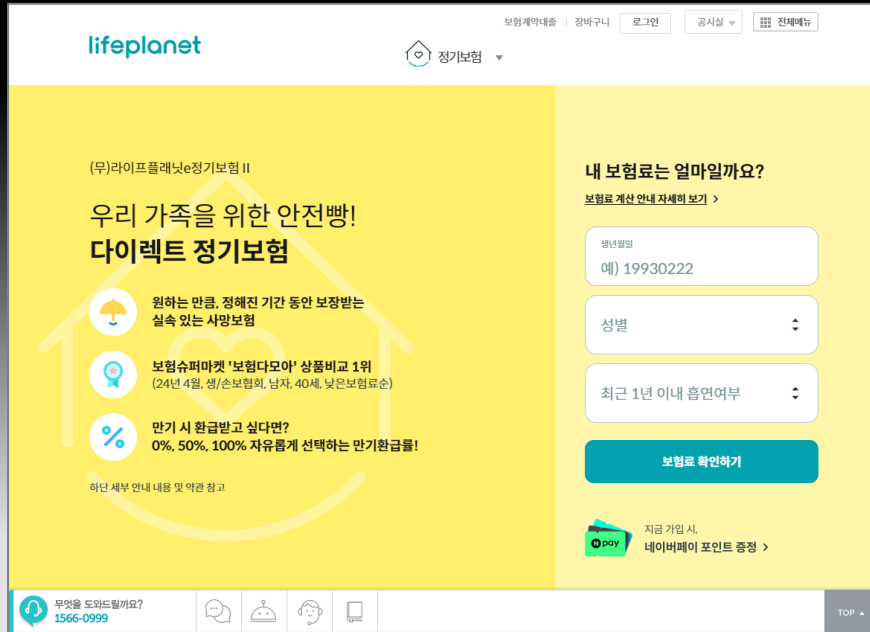 보험계약대출
장바구니
로그인
공시실
전체메뉴
lifeplanet
정기보험
(무)라이프플래닛e정기보험 II
우리 가족을 위한 안전빵!
다이렉트 정기보험
원하는 만큼, 정해진 기간 동안 보장받는
실속 있는 사망보험
보험슈퍼마켓 '보험다모아' 상품비교 1위
(24년 4월, 생/손보협회, 남자, 40세, 낮은보험료순)
만기 시 환급받고 싶다면?
0%, 50%, 100% 자유롭게 선택하는 만기환급률!
하단 세부 안내 내용 및 약관 참고
내 보험료는 얼마일까요?
보험료 계산 안내 자세히 보기
생년월일
예) 19930222
성별
최근 1년 이내 흡연여부
보험료 확인하기
N pay
지금 가입 시,
네이버페이 포인트 증정
무엇을 도와드릴까요?
1566-0999
TOP